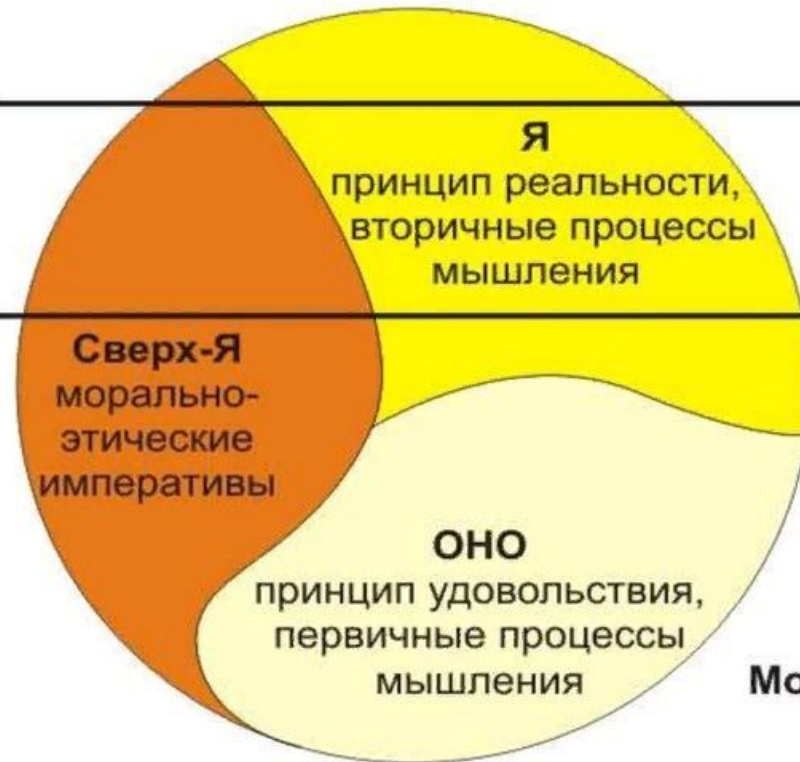 Я
принцип реальности,
вторичные процессы
мышления
Сверх-Я
морально-
этические
императивы
ОНО
принцип удовольствия,
первичные процессы
мышления